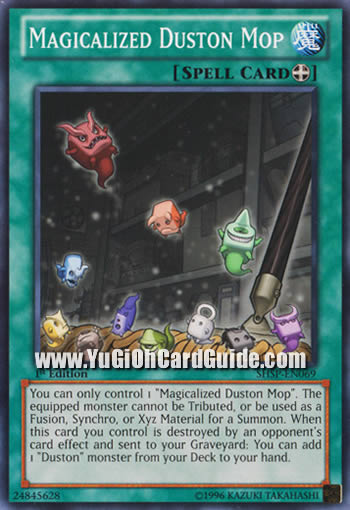 MAGICALIZED DUSTON MOP
魔
[SPELL CARD]
www.YuGiOhCardGuide.com
1st Edition
SHSP-EN069
You can only control 1 "Magicalized Duston Mop". The
equipped monster cannot be Tributed, or be used as a
Fusion, Synchro, or Xyz Material for a Summon. When
this card you control is destroyed by an opponent's
card effect and sent to your Graveyard: You can add
1 "Duston" monster from your Deck to your hand.
24845628
©1996 KAZUKI TAKAHASHI